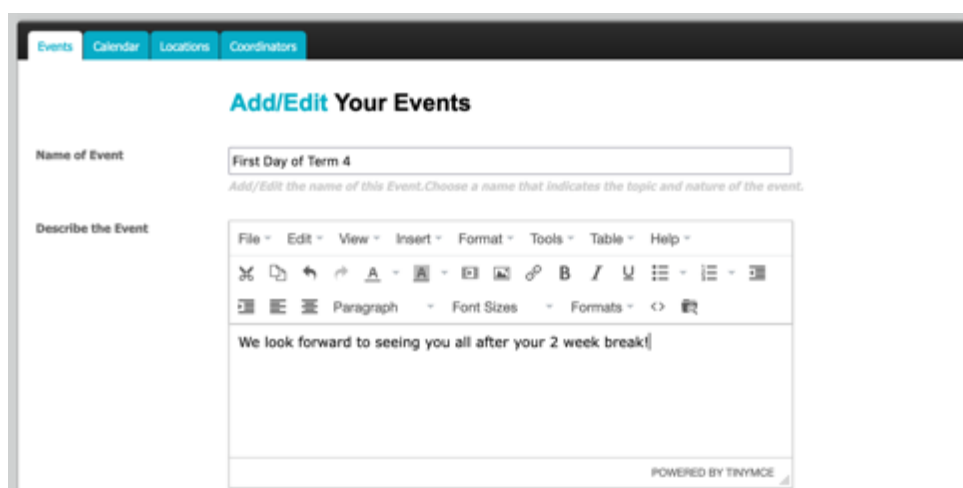 Events Calendar Locations Coordinators
Add/Edit Your Events
Name of Event
First Day of Term 4
Add/Edit the name of this Event.Choose a name that indicates the topic and nature of the event.
Describe the Event
File Edit View Insert Format Tools Table Help
A A B I U
Paragraph Font Sizes Formats
We look forward to seeing you all after your 2 week break!
POWERED BY TINYMCE